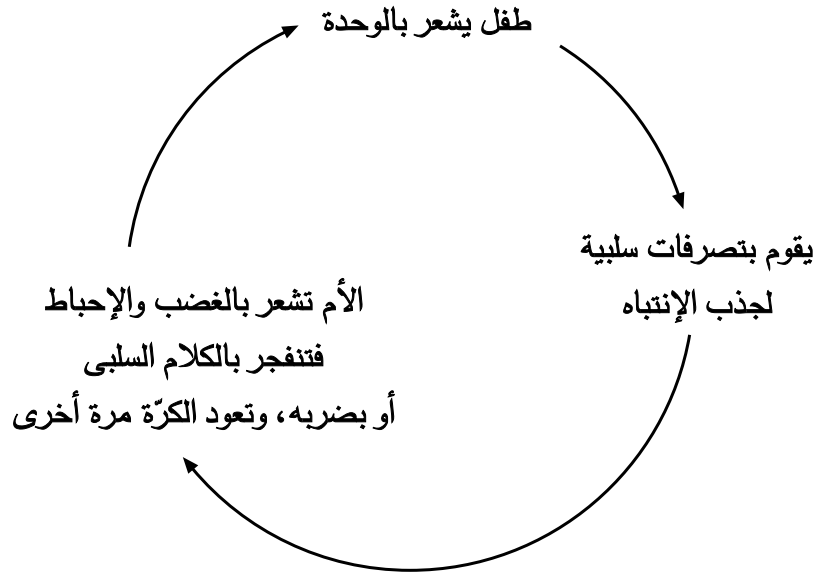 طفل يشعر بالوحدة
يقوم بتصرفات سلبية
لجذب الإنتباه
الأم تشعر بالغضب والإحباط
فتنفجر بالكلام السلبى
أو بضربه، وتعود الكرّة مرة أخرى